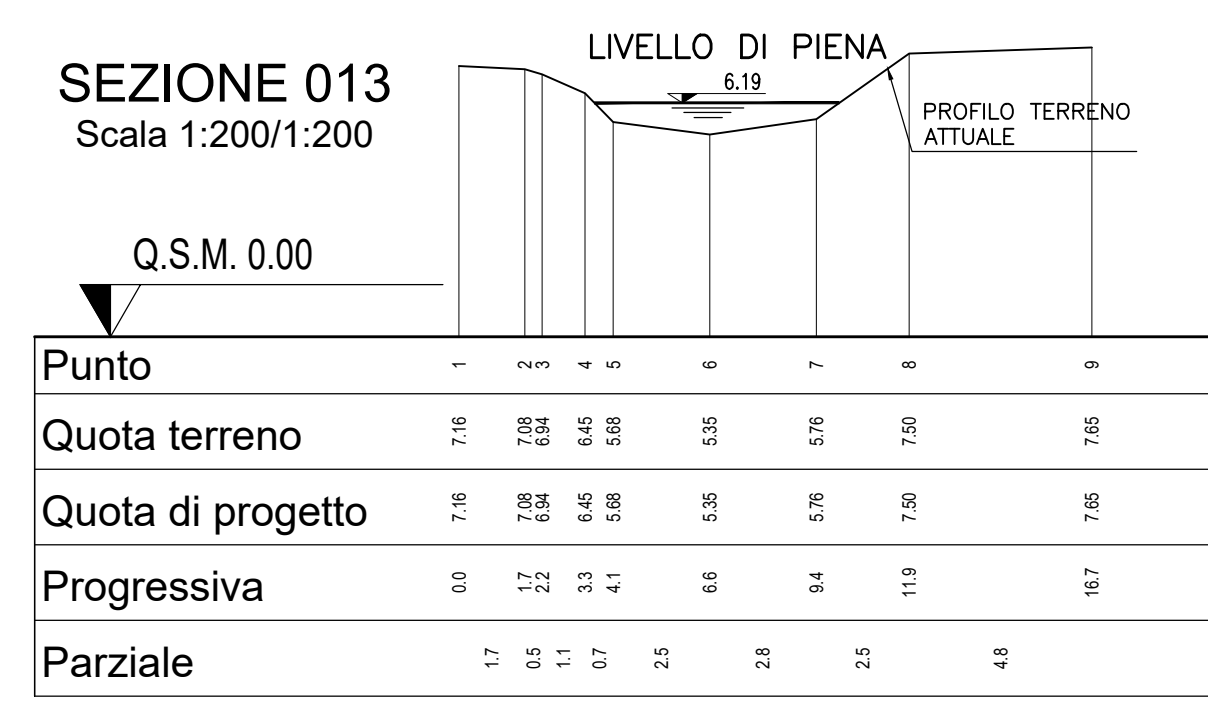 LIVELLO DI PIENA
SEZIONE 013
Scala 1:200/1:200
6.19
PROFILO TERRENO
ATTUALE
Q.S.M. 0.00
Punto 1 2 3 4 5 6 7 8 9
Quota terreno 7.16 7.08 6.94 6.45 5.68 5.35 5.76 7.50 7.65
Quota di progetto 7.16 7.08 6.94 6.45 5.68 5.35 5.76 7.50 7.65
Progressiva 0.0 1.7 2.2 3.3 4.1 6.6 9.4 11.9 16.7
Parziale 1.7 0.5 1.1 0.7 2.5 2.8 2.5 4.8